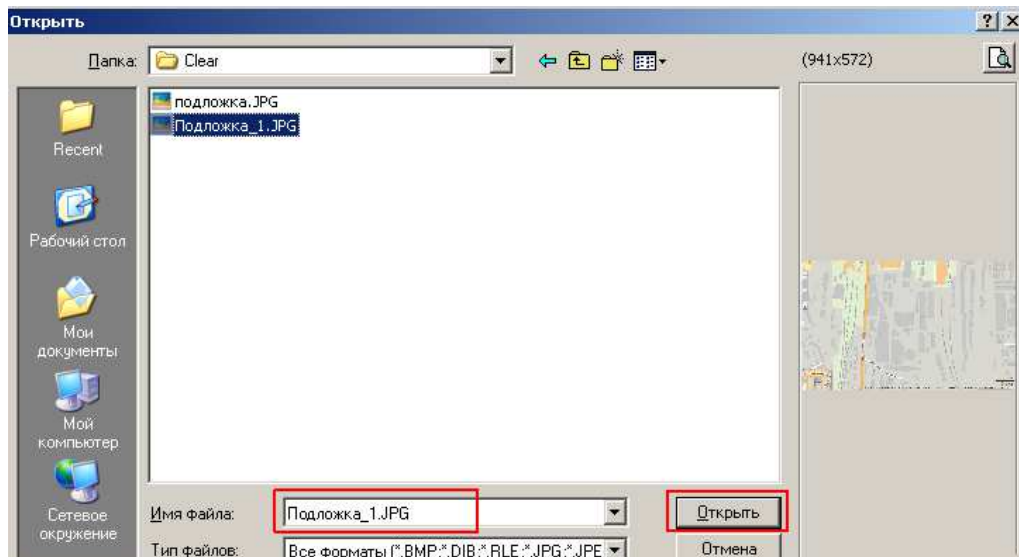 Открыть
Папка: Clear
(941x572)
подложка.JPG
Подложка_1.JPG
Recent
Рабочий стол
Мои
документы
Мой
компьютер
Сетевое
окружение
Имя файла: Подложка_1.JPG Открыть
Тип файлов: Все форматы (*.BMP;*.DIB;*.RLE;*.JPG;*.JPE Отмена